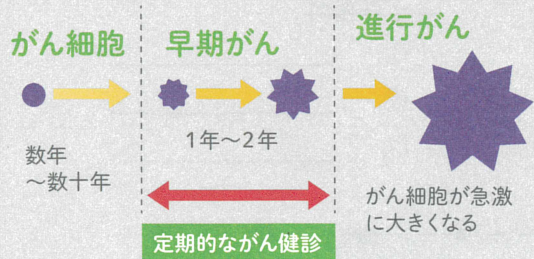 がん細胞
早期がん
進行がん
数年
～数十年
1年～2年
がん細胞が急激
に大きくなる
定期的ながん健診